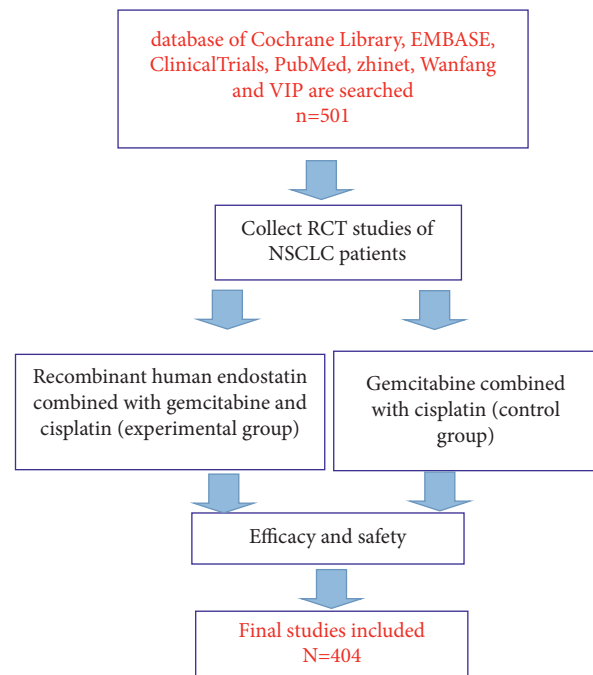 database of Cochrane Library, EMBASE,
ClinicalTrials, PubMed, zhinet, Wanfang
and VIP are searched
n=501
Collect RCT studies of
NSCLC patients
Recombinant human endostatin
combined with gemcitabine and
cisplatin (experimental group)
Gemcitabine combined
with cisplatin (control
group)
Efficacy and safety
Final studies included
N=404